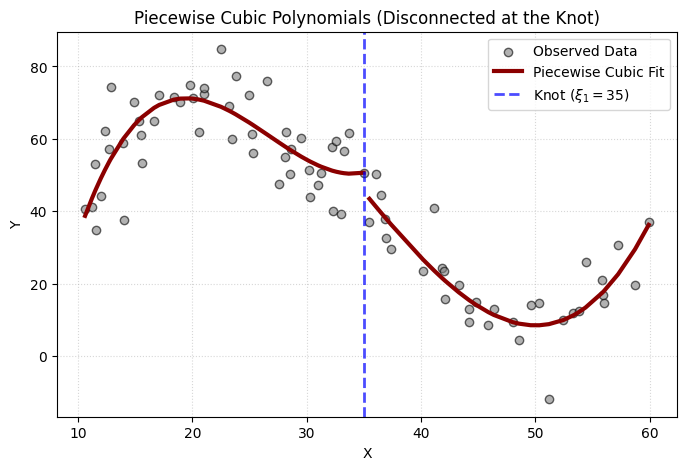 Piecewise Cubic Polynomials (Disconnected at the Knot)
Observed Data
Piecewise Cubic Fit
Knot (ξ₁ = 35)
Y
80
60
40
20
0
10 20 30 40 50 60
X